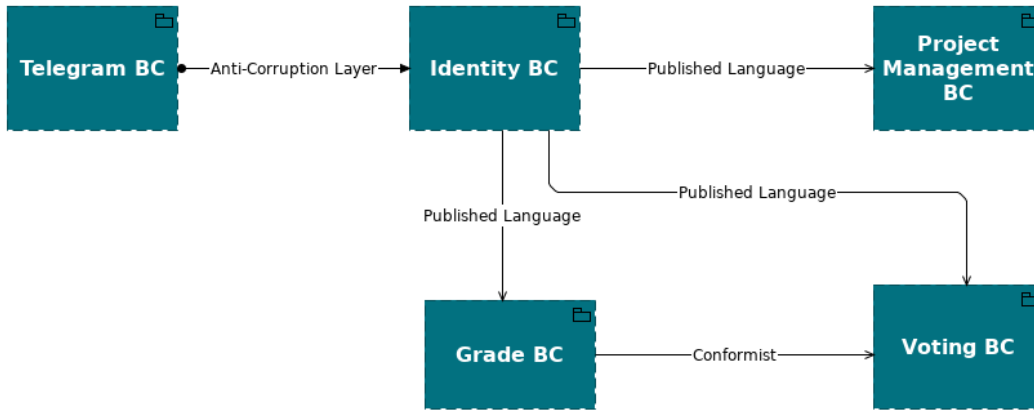 Telegram BC
Anti-Corruption Layer
Identity BC
Published Language
Project
Management
BC
Published Language
Published Language
Grade BC
Conformist
Voting BC